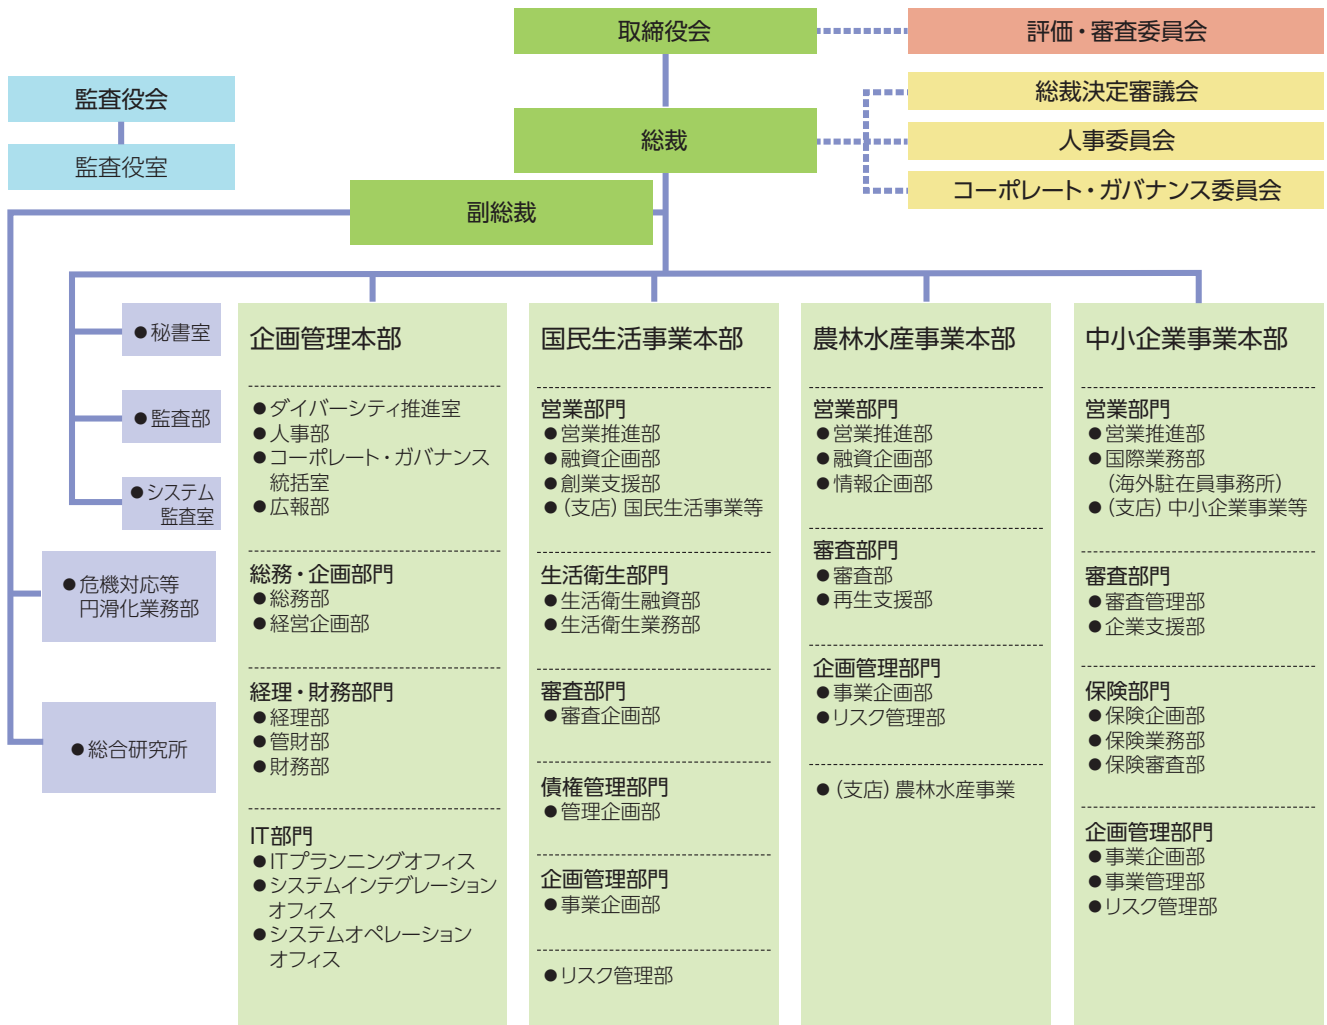 取締役会
評価・審査委員会
監査役会
監査役室
総裁
総裁決定審議会
人事委員会
コーポレート・ガバナンス委員会
副総裁
●秘書室
●監査部
●システム
監査室
●危機対応等
円滑化業務部
●総合研究所
企画管理本部
●ダイバーシティ推進室
●人事部
●コーポレート・ガバナンス
統括室
●広報部
総務・企画部門
●総務部
●経営企画部
経理・財務部門
●経理部
●管財部
●財務部
IT部門
●ITプランニングオフィス
●システムインテグレーション
オフィス
●システムオペレーション
オフィス
国民生活事業本部
営業部門
●営業推進部
●融資企画部
●創業支援部
●(支店)国民生活事業等
生活衛生部門
●生活衛生融資部
●生活衛生業務部
審査部門
●審査企画部
債権管理部門
●管理企画部
企画管理部門
●事業企画部
●リスク管理部
農林水産事業本部
営業部門
●営業推進部
●融資企画部
●情報企画部
審査部門
●審査部
●再生支援部
企画管理部門
●事業企画部
●リスク管理部
●(支店)農林水産事業
中小企業事業本部
営業部門
●営業推進部
●国際業務部
(海外駐在員事務所)
●(支店)中小企業事業等
審査部門
●審査管理部
●企業支援部
保険部門
●保険企画部
●保険業務部
●保険審査部
企画管理部門
●事業企画部
●事業管理部
●リスク管理部